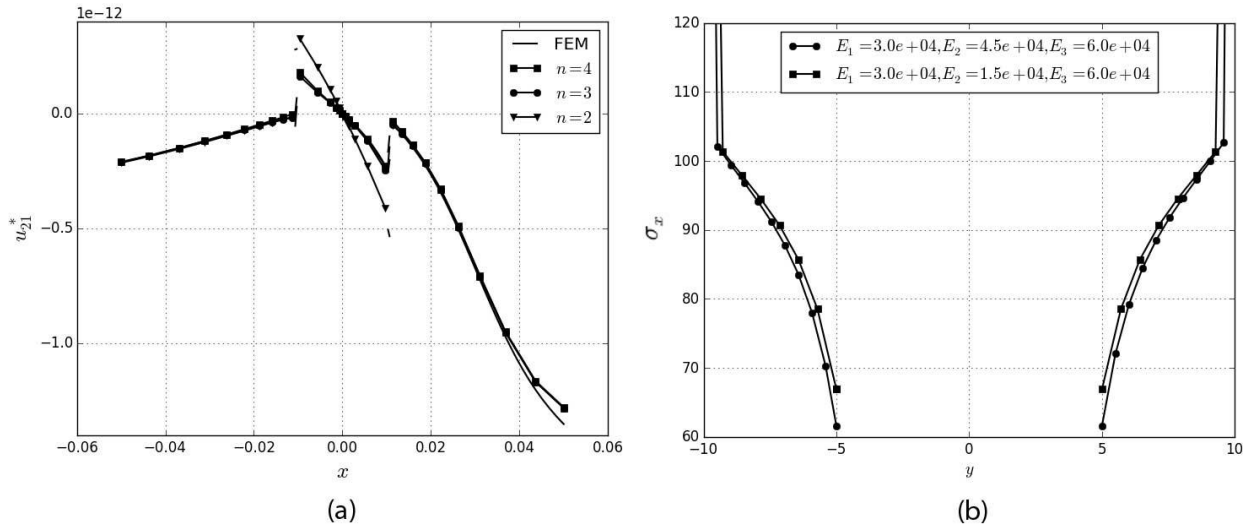 1e−12
0.0
−0.5
−1.0
−0.06
−0.04
−0.02
0.00
0.02
0.04
0.06
x
u*21
FEM
n=4
n=3
n=2
(a)
120
110
100
90
80
70
60
−10
−5
0
5
10
y
σx
E1 =3.0e+04,E2 =4.5e+04,E3 =6.0e+04
E1 =3.0e+04,E2 =1.5e+04,E3 =6.0e+04
(b)